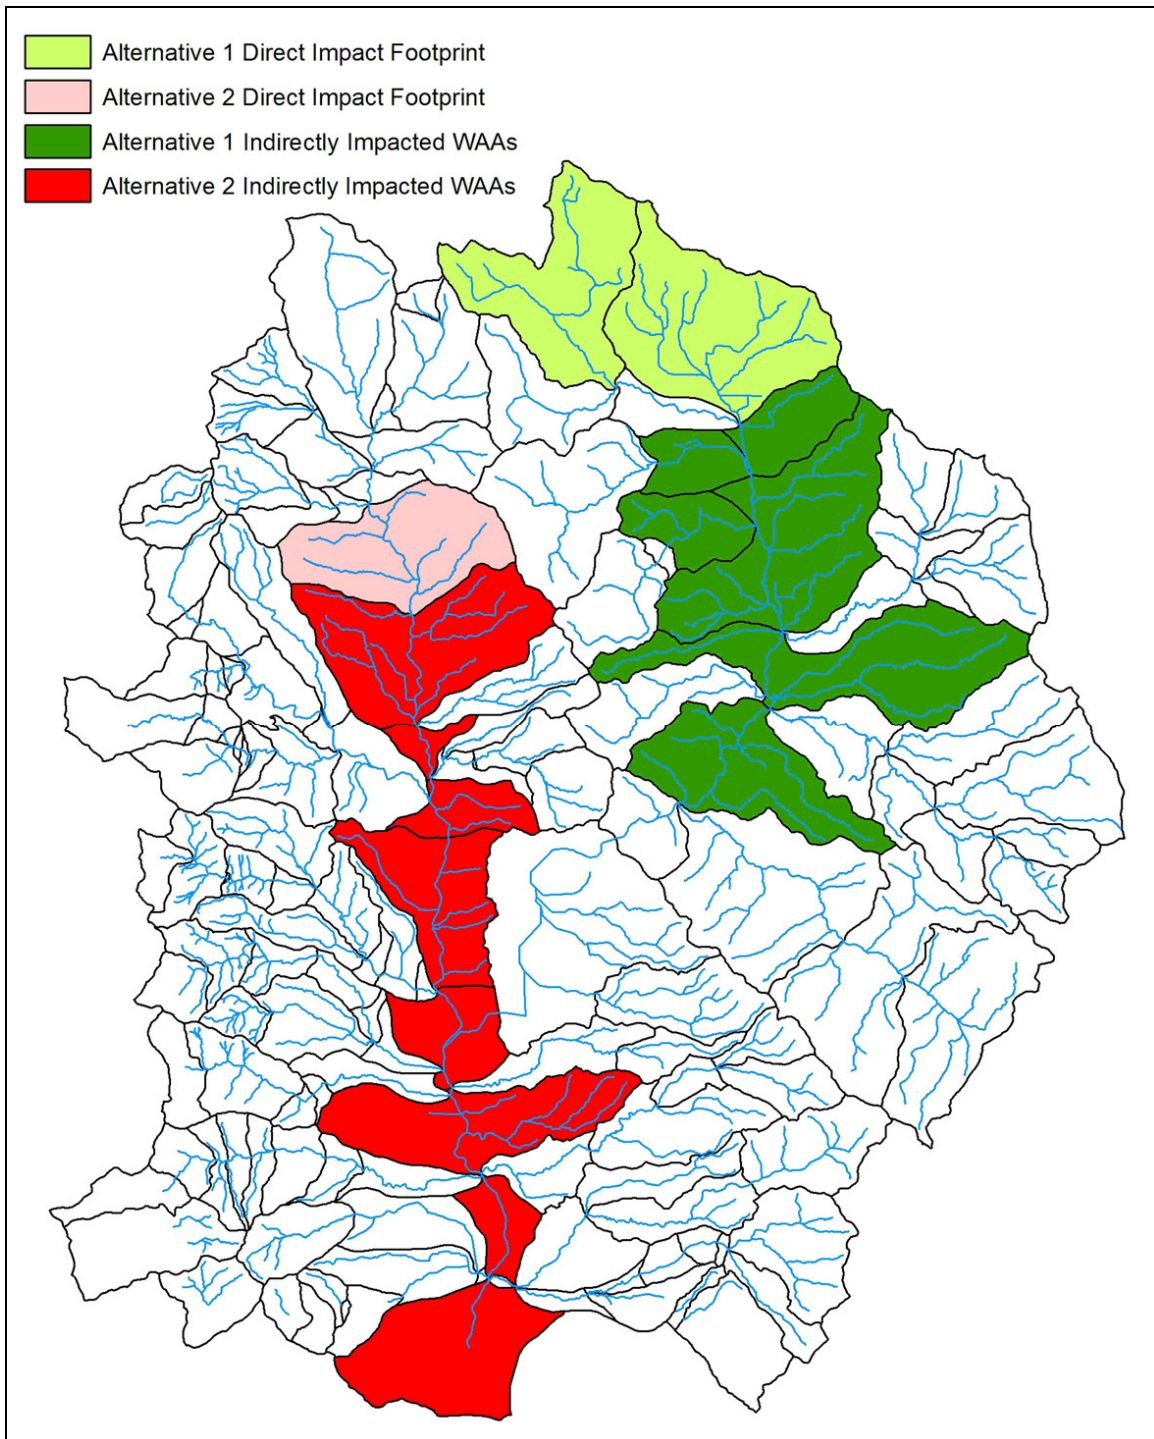 Alternative 1 Direct Impact Footprint
Alternative 2 Direct Impact Footprint
Alternative 1 Indirectly Impacted WAAs
Alternative 2 Indirectly Impacted WAAs